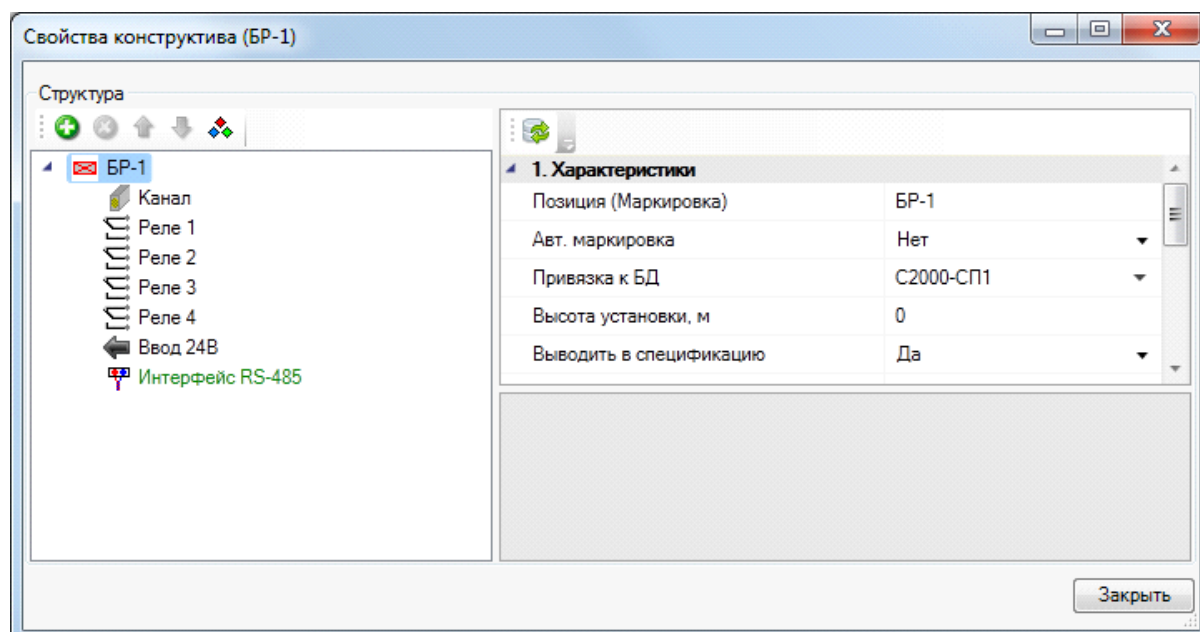 Свойства конструктива (БР-1)
Структура
БР-1
Канал
Реле 1
Реле 2
Реле 3
Реле 4
Ввод 24В
Интерфейс RS-485
1. Характеристики
Позиция (Маркировка) БР-1
Авт. маркировка Нет
Привязка к БД С2000-СП1
Высота установки, м 0
Выводить в спецификацию Да
Закрыть